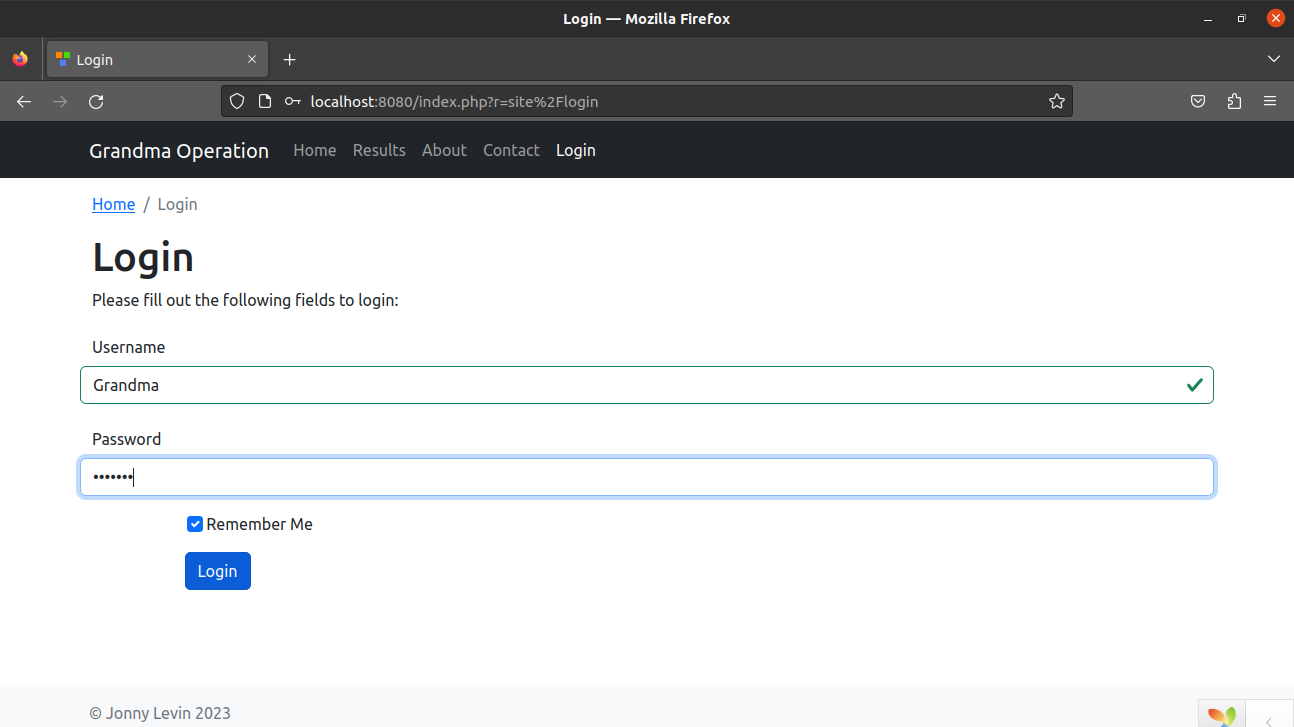 Login — Mozilla Firefox
Login
localhost:8080/index.php?r=site%2Flogin
Grandma Operation Home Results About Contact Login
Home / Login
Login
Please fill out the following fields to login:
Username
Grandma
Password
•••••••
Remember Me
Login
© Jonny Levin 2023